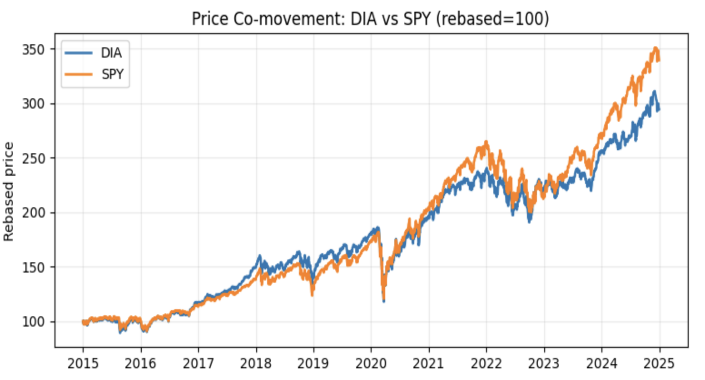 Price Co-movement: DIA vs SPY (rebased=100)
DIA
SPY
Rebased price
350
300
250
200
150
100
2015 2016 2017 2018 2019 2020 2021 2022 2023 2024 2025